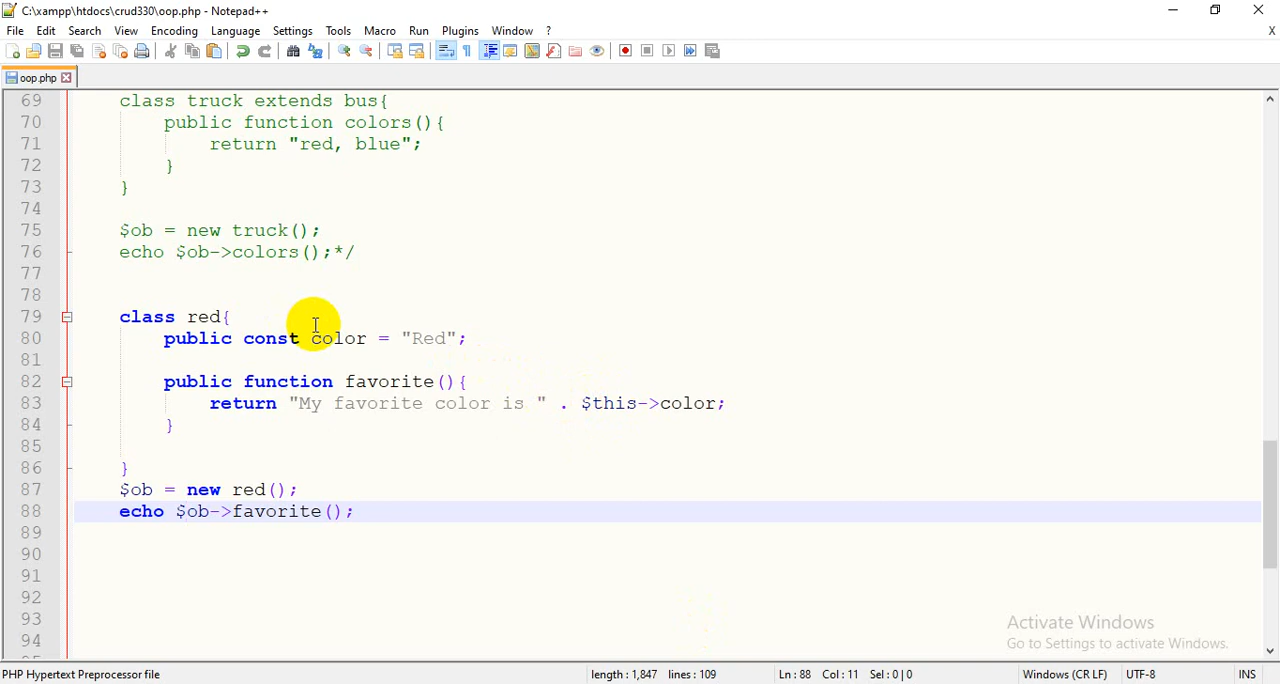 C:\xampp\htdocs\crud330\oop.php - Notepad++
File Edit Search View Encoding Language Settings Tools Macro Run Plugins Window ? X
oop.php
69 class truck extends bus{
70 public function colors(){
71 return "red, blue";
72 }
73 }
74
75 $ob = new truck();
76 echo $ob->colors();*/
77
78
79 class red{
80 public const color = "Red";
81
82 public function favorite(){
83 return "My favorite color is " . $this->color;
84 }
85
86 }
87 $ob = new red();
88 echo $ob->favorite();
89
90
91
92
93
94
Activate Windows
Go to Settings to activate Windows.
PHP Hypertext Preprocessor file length : 1,847 lines : 109 Ln : 88 Col : 11 Sel : 0 | 0 Windows (CR LF) UTF-8 INS